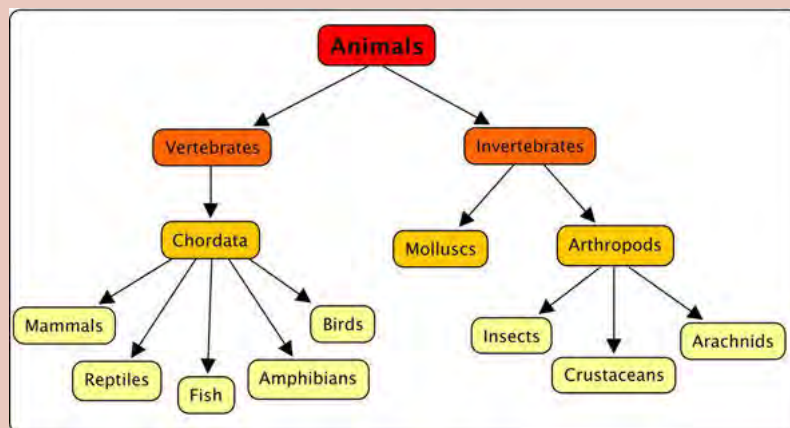 Animals
Vertebrates
Invertebrates
Chordata
Molluscs
Arthropods
Mammals
Reptiles
Fish
Amphibians
Birds
Insects
Crustaceans
Arachnids